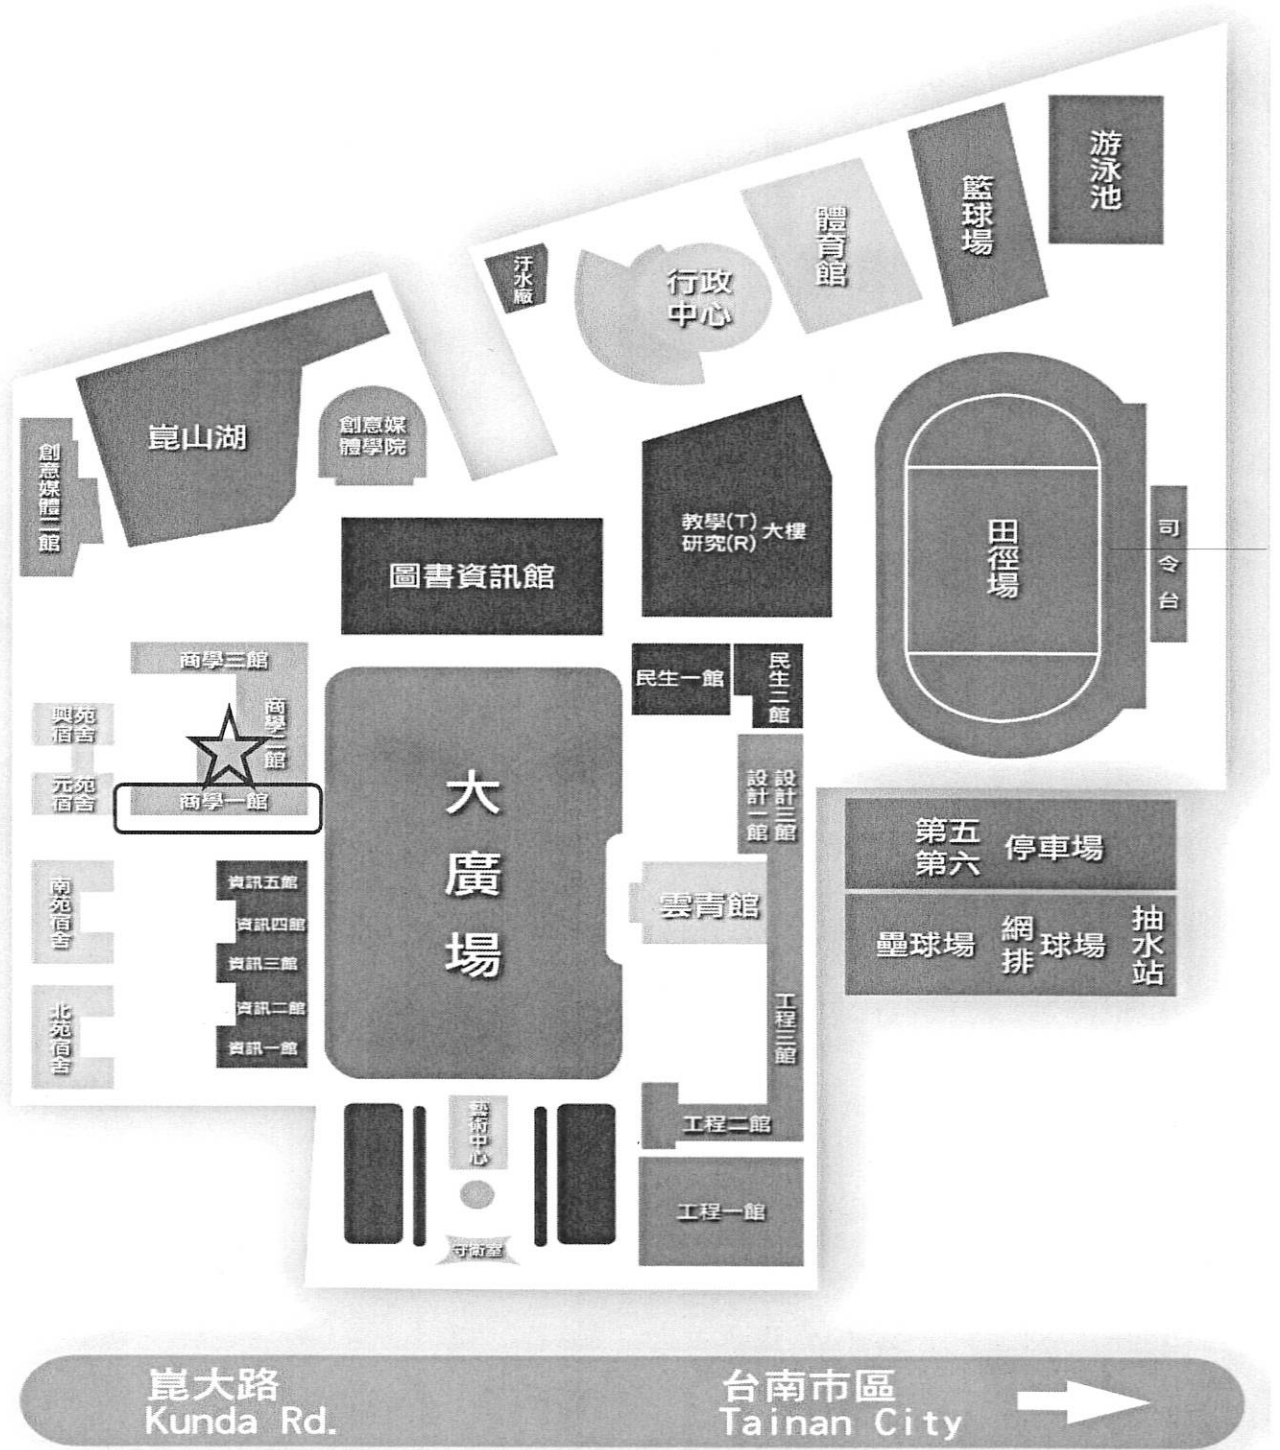 游泳池
籃球場
體育館
行政
中心
汙水廠
崑山湖
創意媒
體學院
創意媒體二館
教學(T)
研究(R)
大樓
田徑場
司令台
圖書資訊館
商學三館
商學二館
商學一館
興苑
宿舍
元苑
宿舍
民生一館
民生二館
設計一館
設計三館
大廣場
雲青館
第五
第六
停車場
壘球場
網排
球場
抽水站
南苑宿舍
北苑宿舍
資訊五館
資訊四館
資訊三館
資訊二館
資訊一館
工程三館
工程二館
工程一館
藝術中心
守衛室
崑大路
Kunda Rd.
台南市區
Tainan City